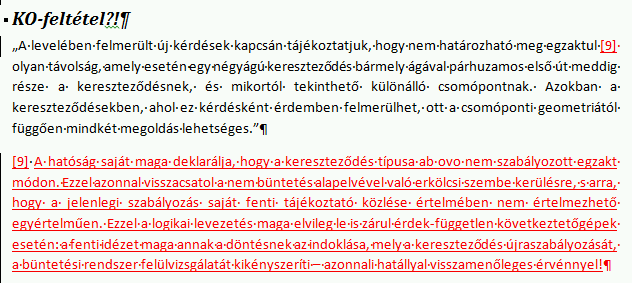 KO-feltétel?!¶
„A levelében felmerült új kérdések kapcsán tájékoztatjuk, hogy nem határozható meg egzaktul [9]
olyan távolság, amely esetén egy négyágú kereszteződés bármely ágával párhuzamos első út meddig
része a kereszteződésnek, és mikortól tekinthető különálló csomópontnak. Azokban a
kereszteződésekben, ahol ez kérdésként érdemben felmerülhet, ott a csomóponti geometriától
függően mindkét megoldás lehetséges.”¶
[9] A hatóság saját maga deklarálja, hogy a kereszteződés típusa ab ovo nem szabályozott egzakt
módon. Ezzel azonnal visszacsatol a nem büntetés alapelvével való erkölcsi szembe kerülésre, s arra,
hogy a jelenlegi szabályozás saját fenti tájékoztató közlése értelmében nem értelmezhető
egyértelműen. Ezzel a logikai levezetés maga elvileg le is zárul érdek-független következtetőgépek
esetén: a fenti idézet maga annak a döntésnek az indoklása, mely a kereszteződés újraszabályozását,
a büntetési rendszer felülvizsgálatát kikényszeríti – azonnali hatállyal visszamenőleges érvénnyel!¶